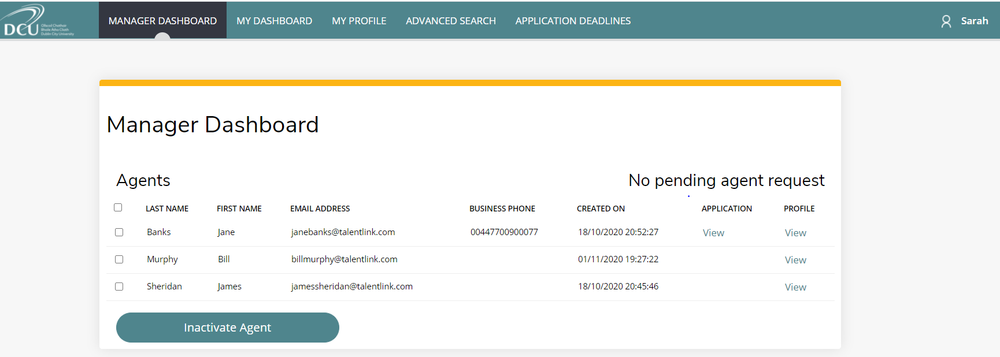 DCU Ollscoil Chathair
Bhaile Átha Cliath
Dublin City University
MANAGER DASHBOARD MY DASHBOARD MY PROFILE ADVANCED SEARCH APPLICATION DEADLINES Sarah
Manager Dashboard
Agents No pending agent request
LAST NAME FIRST NAME EMAIL ADDRESS BUSINESS PHONE CREATED ON APPLICATION PROFILE
Banks Jane janebanks@talentlink.com 00447700900077 18/10/2020 20:52:27 View View
Murphy Bill billmurphy@talentlink.com 01/11/2020 19:27:22 View
Sheridan James jamessheridan@talentlink.com 18/10/2020 20:45:46 View
Inactivate Agent